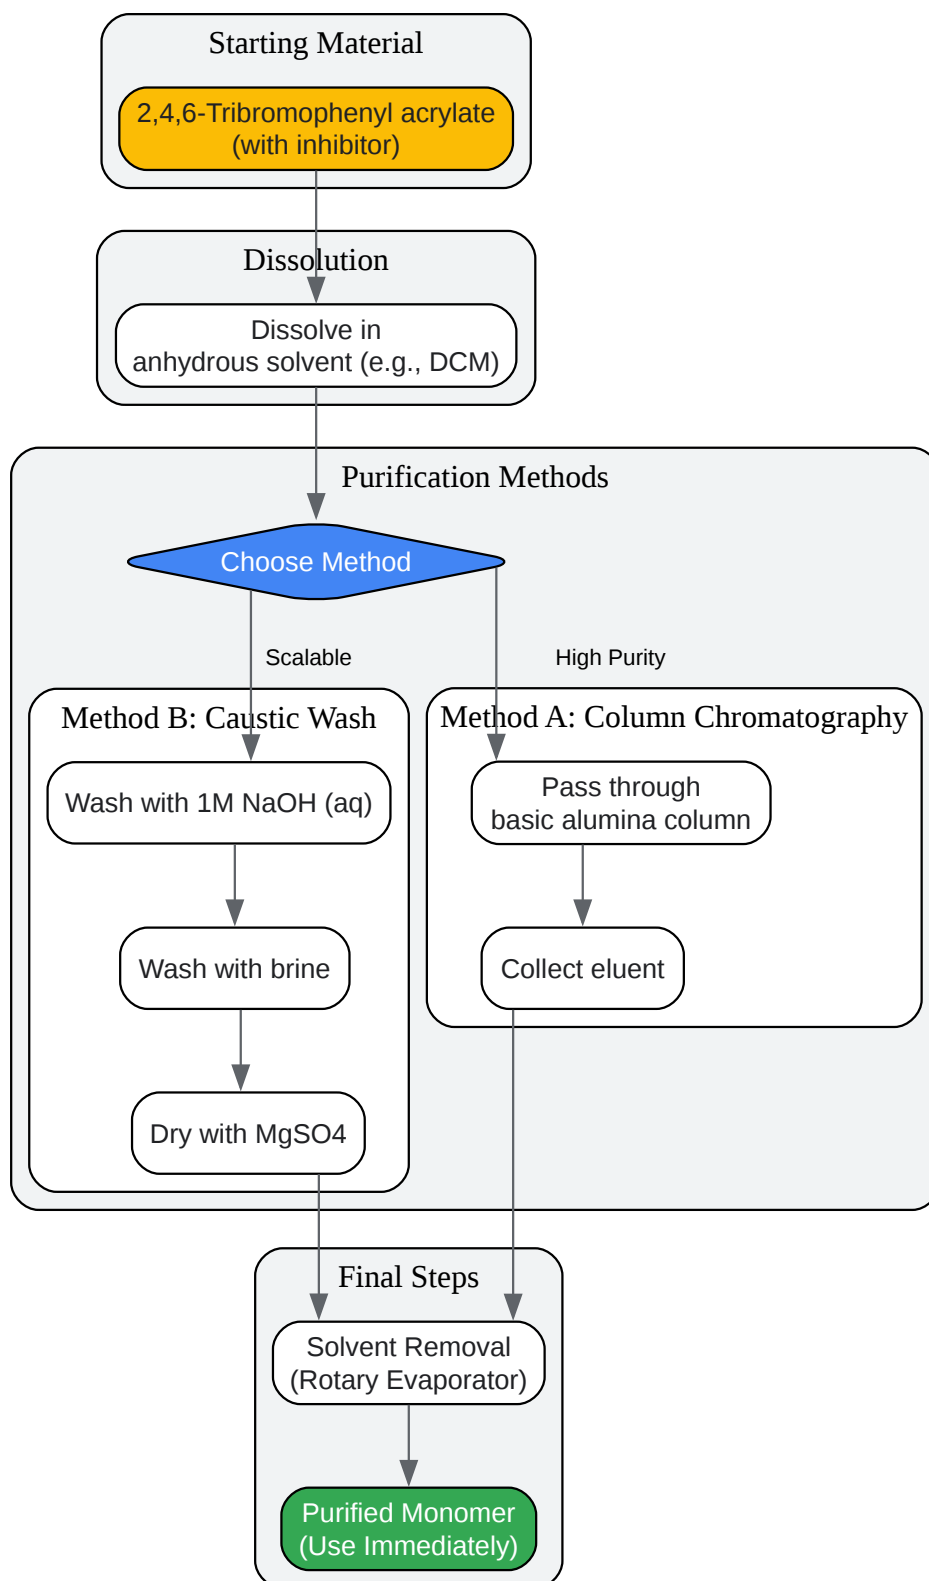 Starting Material
2,4,6-Tribromophenyl acrylate
(with inhibitor)
Dissolution
Dissolve in
anhydrous solvent (e.g., DCM)
Purification Methods
Choose Method
Scalable
High Purity
Method B: Caustic Wash
Wash with 1M NaOH (aq)
Wash with brine
Dry with MgSO4
Method A: Column Chromatography
Pass through
basic alumina column
Collect eluent
Final Steps
Solvent Removal
(Rotary Evaporator)
Purified Monomer
(Use Immediately)